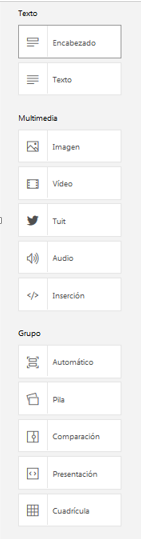 Texto
Encabezado
Texto
Multimedia
Imagen
Vídeo
Tuit
Audio
Inserción
Grupo
Automático
Pila
Comparación
Presentación
Cuadrícula